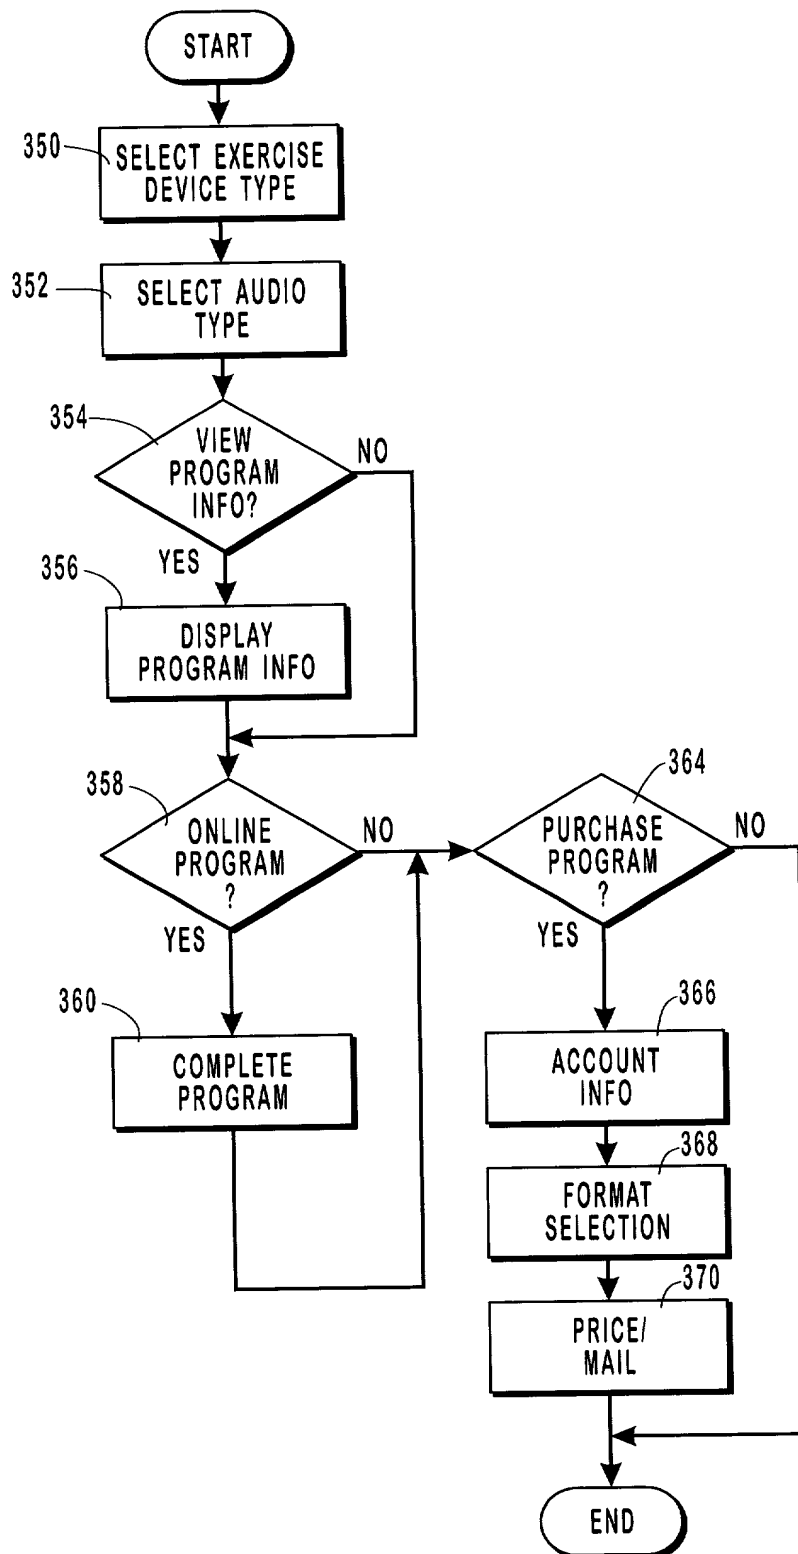 START
350
SELECT EXERCISE
DEVICE TYPE
352
SELECT AUDIO
TYPE
354
VIEW
PROGRAM
INFO?
NO
YES
356
DISPLAY
PROGRAM INFO
358
ONLINE
PROGRAM
?
NO
YES
360
COMPLETE
PROGRAM
364
PURCHASE
PROGRAM
?
NO
YES
366
ACCOUNT
INFO
368
FORMAT
SELECTION
370
PRICE/
MAIL
END